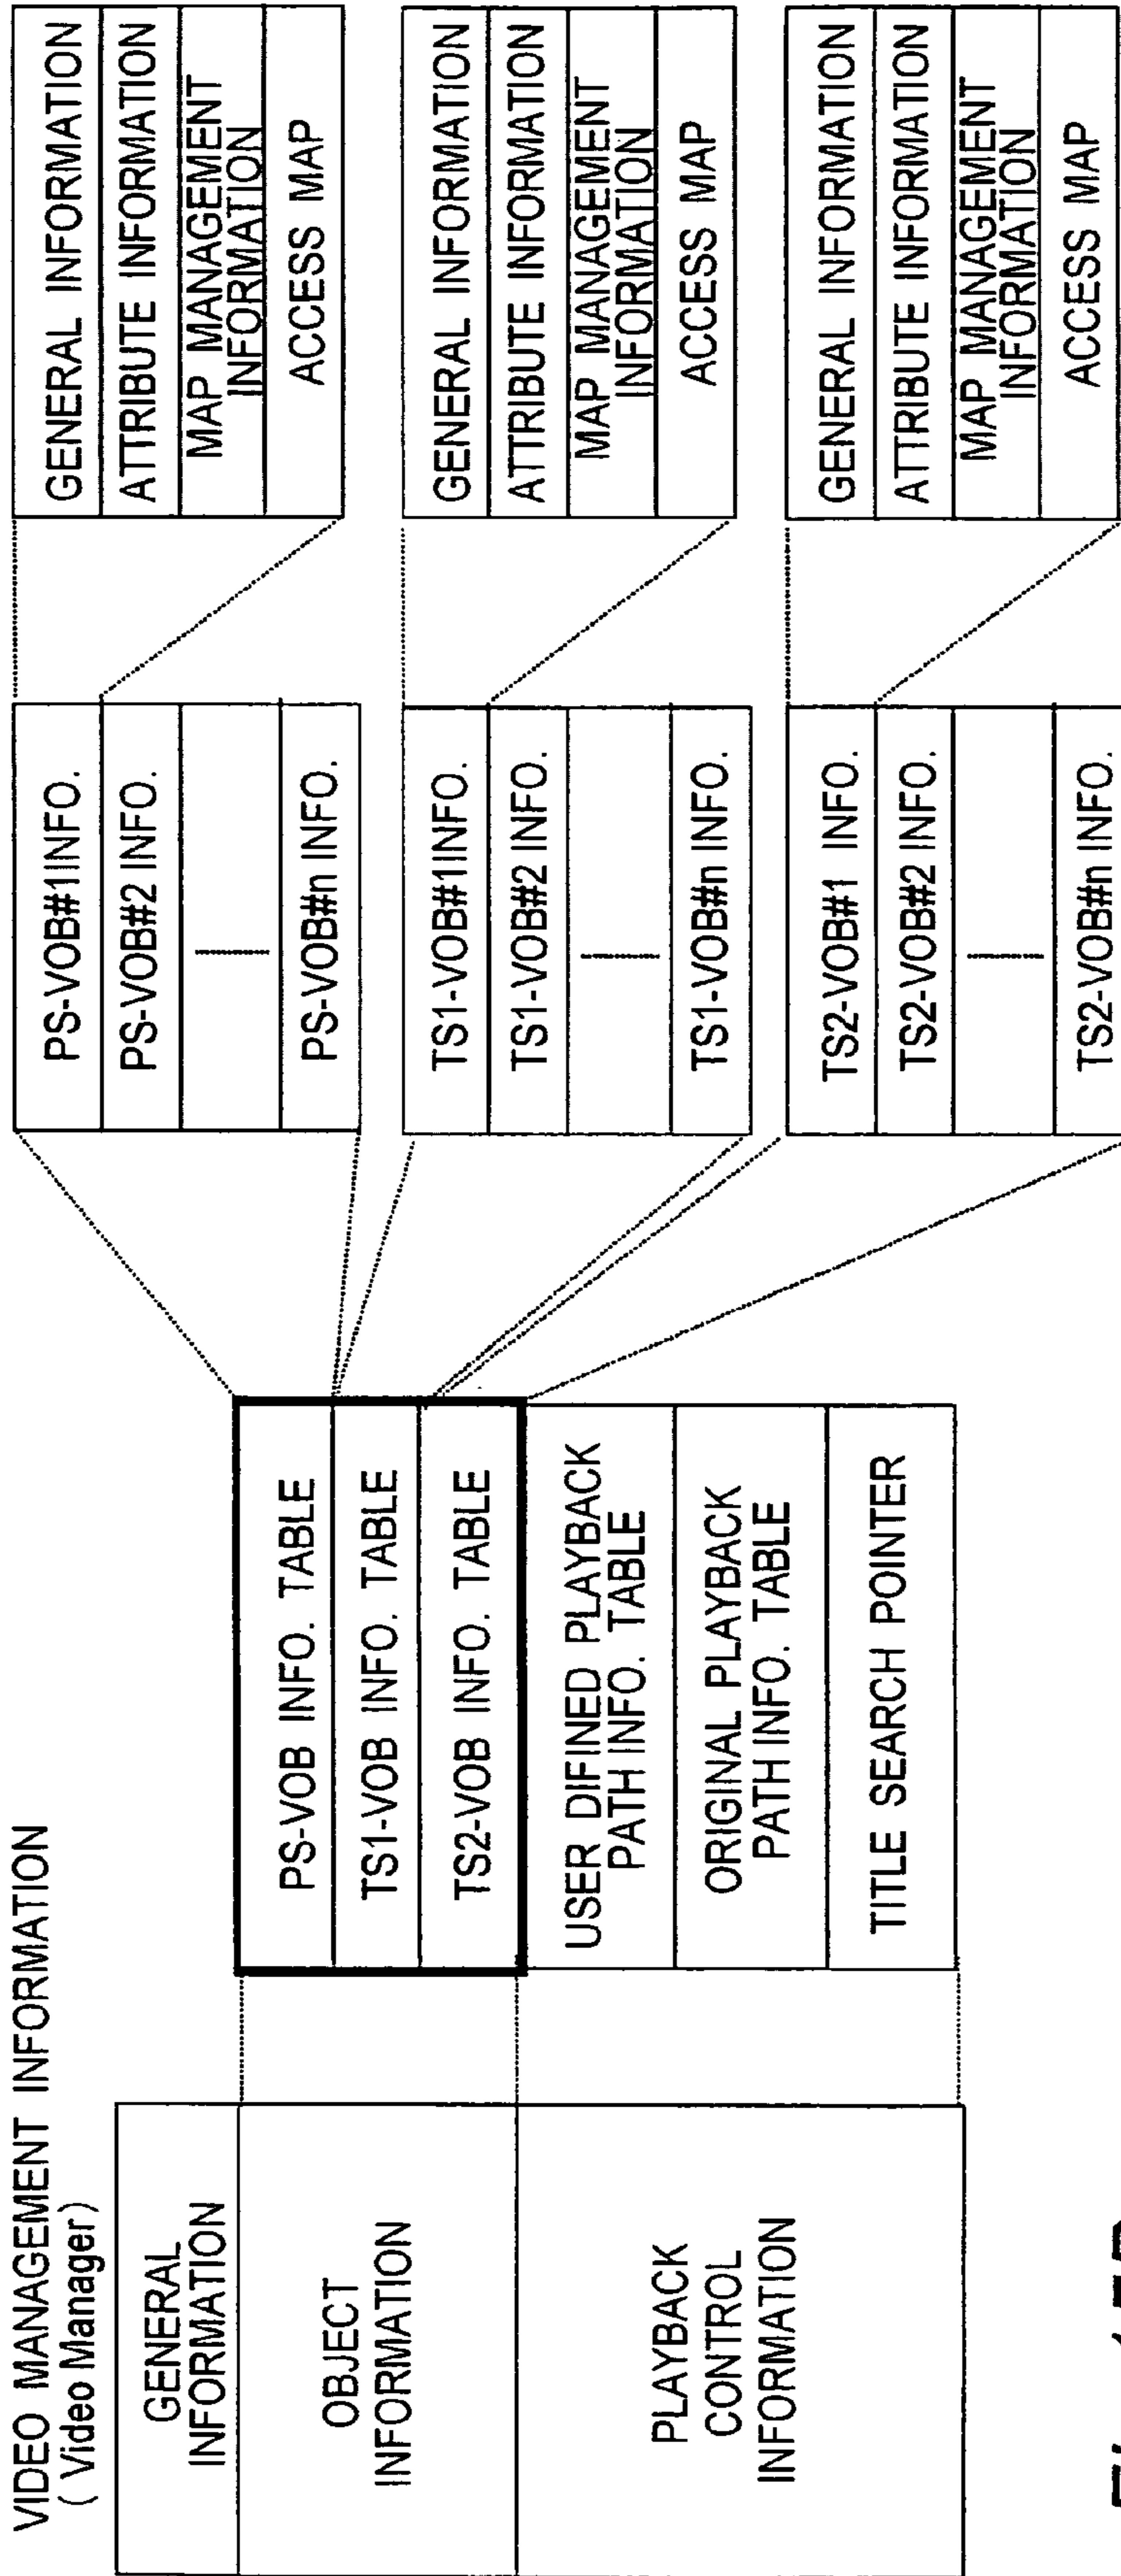 VIDEO MANAGEMENT INFORMATION
( Video Manager )
GENERAL
INFORMATION
OBJECT
INFORMATION
PLAYBACK
CONTROL
INFORMATION
PS-VOB INFO. TABLE
TS1-VOB INFO. TABLE
TS2-VOB INFO. TABLE
USER DIFINED PLAYBACK
PATH INFO. TABLE
ORIGINAL PLAYBACK
PATH INFO. TABLE
TITLE SEARCH POINTER
PS-VOB#1INFO.
PS-VOB#2 INFO.
PS-VOB#n INFO.
TS1-VOB#1INFO.
TS1-VOB#2 INFO.
TS1-VOB#n INFO.
TS2-VOB#1 INFO.
TS2-VOB#2 INFO.
TS2-VOB#n INFO.
GENERAL INFORMATION
ATTRIBUTE INFORMATION
MAP MANAGEMENT
INFORMATION
ACCESS MAP
GENERAL INFORMATION
ATTRIBUTE INFORMATION
MAP MANAGEMENT
INFORMATION
ACCESS MAP
GENERAL INFORMATION
ATTRIBUTE INFORMATION
MAP MANAGEMENT
INFORMATION
ACCESS MAP